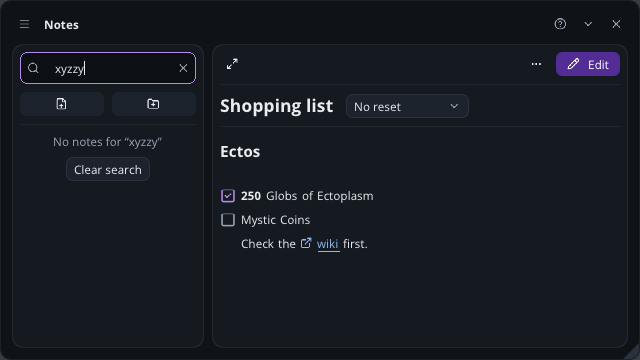 Notes
xyzzy
No notes for “xyzzy”
Clear search
Edit
Shopping list
No reset
Ectos
250 Globs of Ectoplasm
Mystic Coins
Check the wiki first.